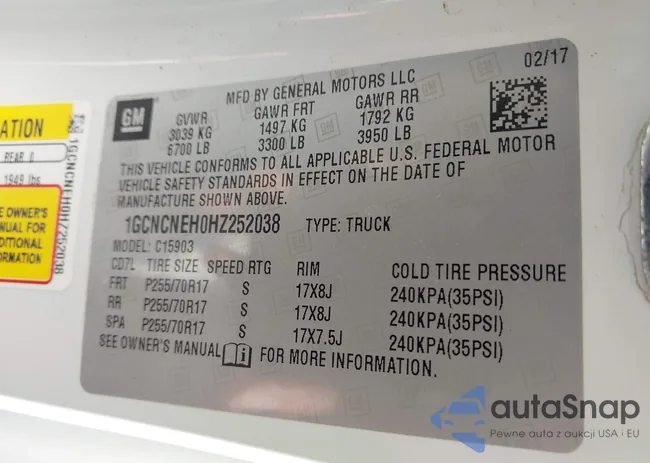 02/17
MFD BY GENERAL MOTORS LLC
GM
GVWR GAWR FRT GAWR RR
3039 KG 1497 KG 1792 KG
6700 LB 3300 LB 3950 LB
THIS VEHICLE CONFORMS TO ALL APPLICABLE U.S. FEDERAL MOTOR
VEHICLE SAFETY STANDARDS IN EFFECT ON THE DATE OF
MANUFACTURE SHOWN ABOVE.
1GCNCNEH0HZ252038 TYPE: TRUCK
MODEL: C15903
CD7L TIRE SIZE SPEED RTG RIM COLD TIRE PRESSURE
FRT P255/70R17 S 17X8J 240KPA(35PSI)
RR P255/70R17 S 17X8J 240KPA(35PSI)
SPA P255/70R17 S 17X7.5J 240KPA(35PSI)
SEE OWNER'S MANUAL FOR MORE INFORMATION.
ATION
REAR 0
1949 lbs
E OWNER'S
NUAL FOR
DITIONAL
ORMATION
1GCNCNEH0HZ252038
autaSnap
Pewne auta z aukcji USA i EU